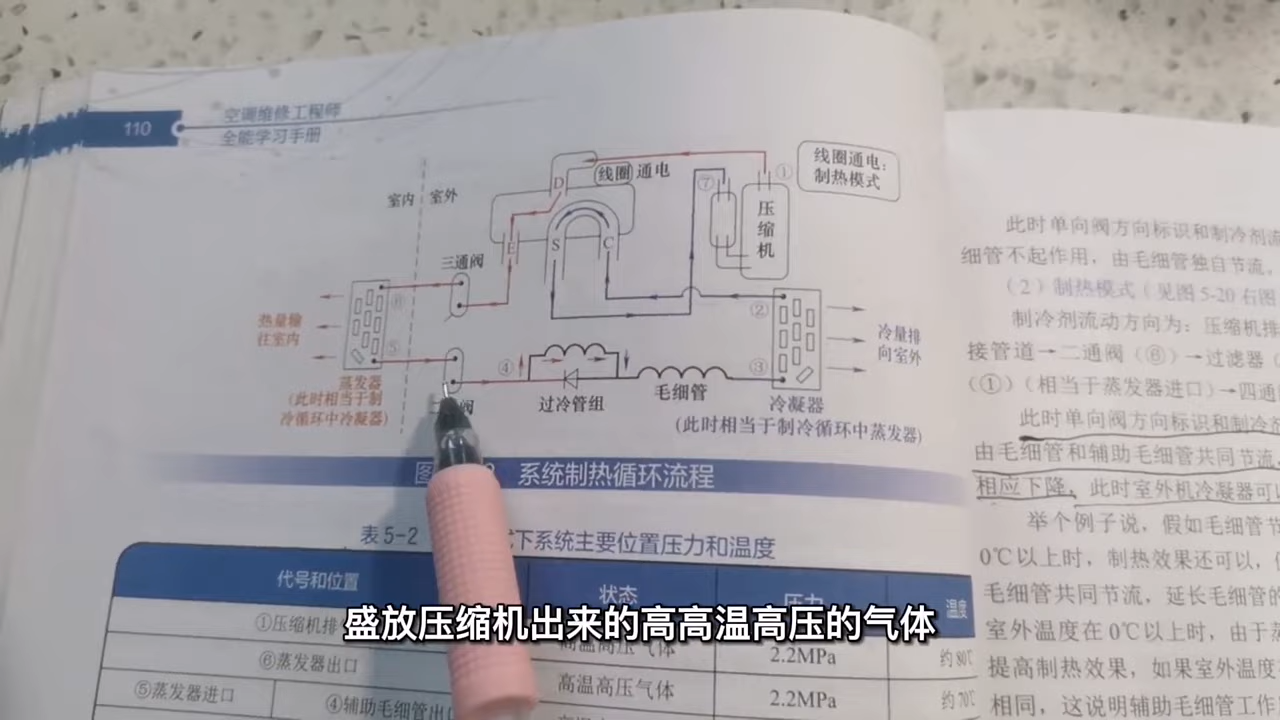 110
空调维修工程师
全能学习手册
线圈通电:
制热模式
线圈通电
①
⑦
D
压缩机
室内
室外
E
S
C
三通阀
⑥
②
热量输
往室内
冷量排
向室外
⑤
④
③
蒸发器
(此时相当于制
冷循环中冷凝器)
阀
过冷管组
毛细管
冷凝器
(此时相当于制冷循环中蒸发器)
系统制热循环流程
表 5-2
下系统主要位置压力和温度
代号和位置
状态
压力
温度
①压缩机排
高温高压气体
2.2MPa
约80℃
⑥蒸发器出口
高温高压气体
2.2MPa
约70℃
⑤蒸发器进口
④辅助毛细管出
此时单向阀方向标识和制冷剂流
细管不起作用,由毛细管独自节流,
(2)制热模式(见图 5-20 右图
制冷剂流动方向为:压缩机排
接管道→二通阀(⑥)→过滤器(
(①)(相当于蒸发器进口)→四通
此时单向阀方向标识和制冷剂
由毛细管和辅助毛细管共同节流,
相应下降,此时室外机冷凝器可
举个例子说,假如毛细管节
0℃以上时,制热效果还可以,但
毛细管共同节流,延长毛细管的
室外温度在0℃以上时,由于蒸
提高制热效果,如果室外温度
相同,这说明辅助毛细管工作
盛放压缩机出来的高高温高压的气体